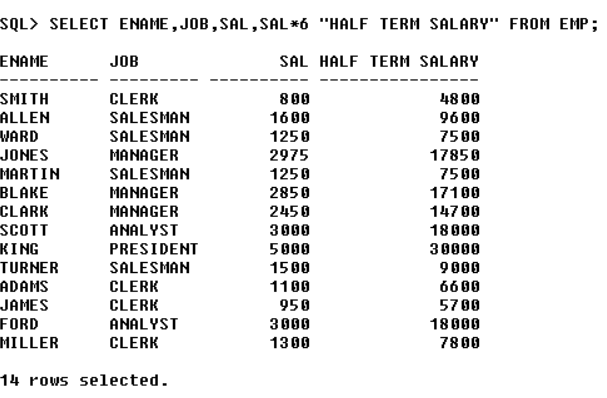 SQL> SELECT ENAME,JOB,SAL,SAL*6 "HALF TERM SALARY" FROM EMP;
ENAME JOB SAL HALF TERM SALARY
---------- --------- ---------- ----------------
SMITH CLERK 800 4800
ALLEN SALESMAN 1600 9600
WARD SALESMAN 1250 7500
JONES MANAGER 2975 17850
MARTIN SALESMAN 1250 7500
BLAKE MANAGER 2850 17100
CLARK MANAGER 2450 14700
SCOTT ANALYST 3000 18000
KING PRESIDENT 5000 30000
TURNER SALESMAN 1500 9000
ADAMS CLERK 1100 6600
JAMES CLERK 950 5700
FORD ANALYST 3000 18000
MILLER CLERK 1300 7800
14 rows selected.